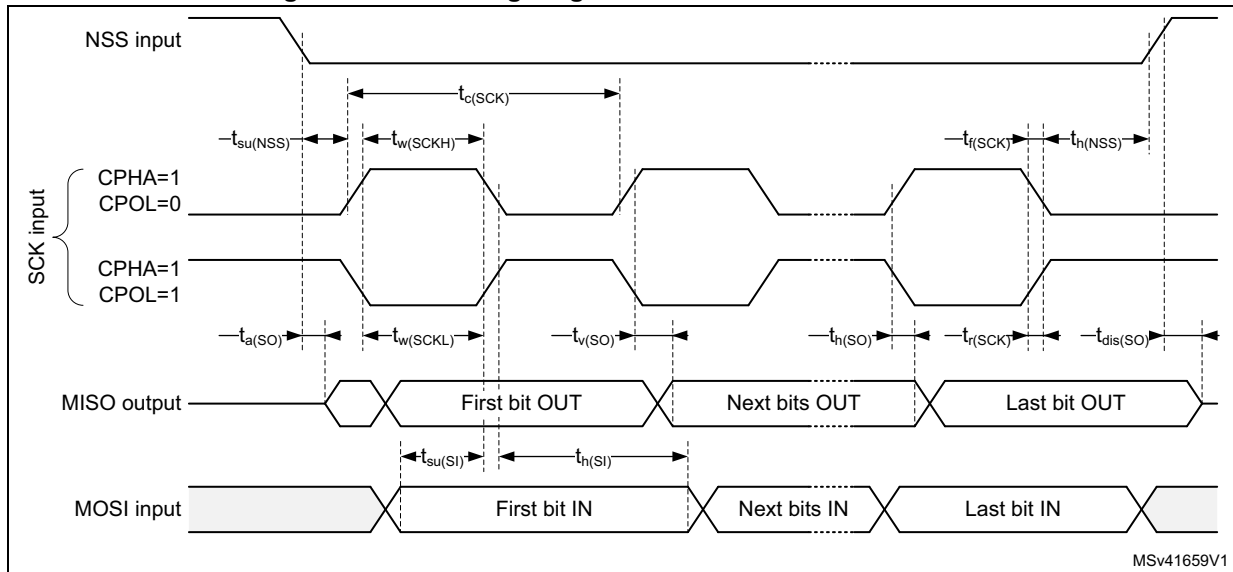 NSS input
tc(SCK)
tsu(NSS)
tw(SCKH)
tf(SCK)
th(NSS)
SCK input
CPHA=1
CPOL=0
CPHA=1
CPOL=1
ta(SO)
tw(SCKL)
tv(SO)
th(SO)
tr(SCK)
tdis(SO)
MISO output
First bit OUT
Next bits OUT
Last bit OUT
tsu(SI)
th(SI)
MOSI input
First bit IN
Next bits IN
Last bit IN
MSv41659V1